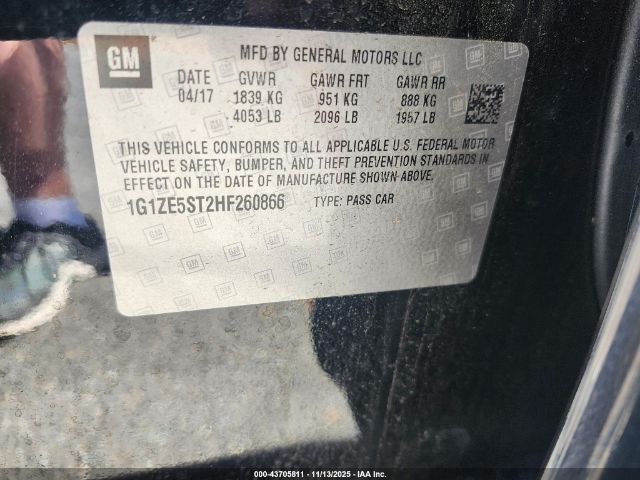 GM
MFD BY GENERAL MOTORS LLC
DATE GVWR GAWR FRT GAWR RR
04/17 1839 KG 951 KG 888 KG
4053 LB 2096 LB 1957 LB
THIS VEHICLE CONFORMS TO ALL APPLICABLE U.S. FEDERAL MOTOR
VEHICLE SAFETY, BUMPER, AND THEFT PREVENTION STANDARDS IN
EFFECT ON THE DATE OF MANUFACTURE SHOWN ABOVE.
1G1ZE5ST2HF260866 TYPE: PASS CAR
000-43705811 - 11/13/2025 - IAAI.COM